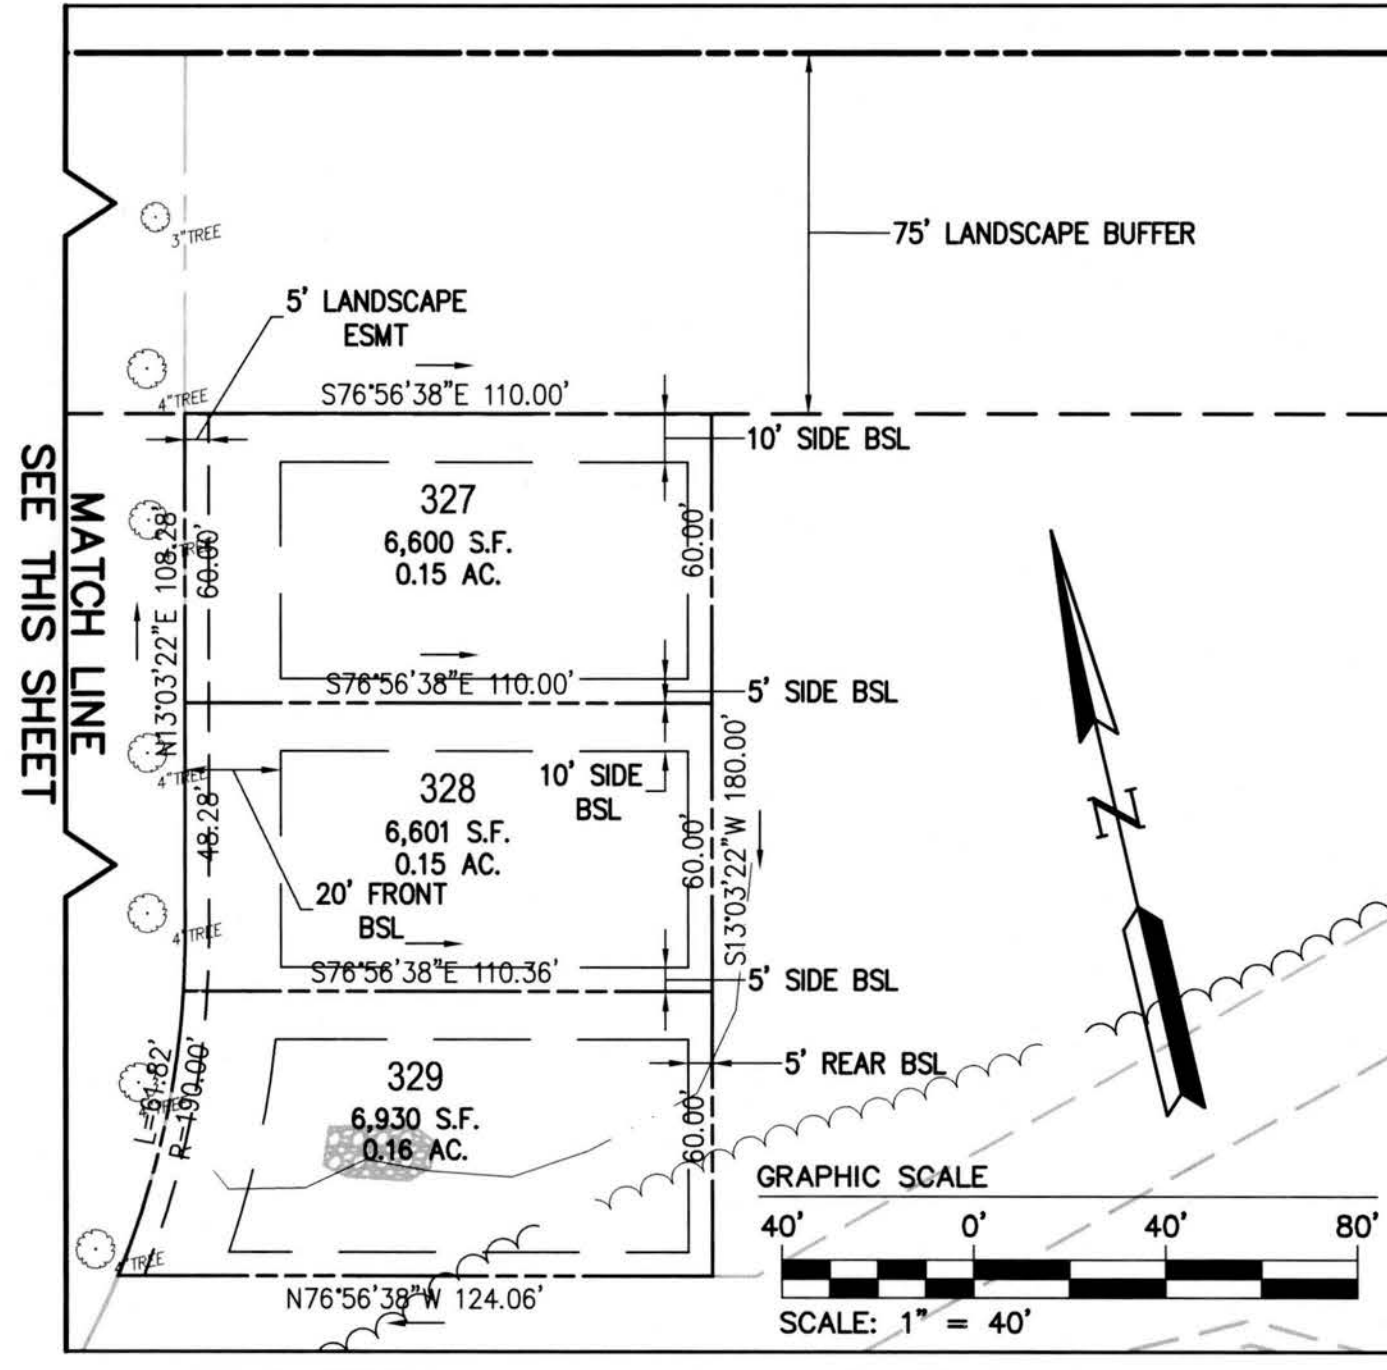 75' LANDSCAPE BUFFER
3"TREE
5' LANDSCAPE
ESMT
S76°56'38"E 110.00'
4"TREE
10' SIDE BSL
MATCH LINE
SEE THIS SHEET
327
6,600 S.F.
0.15 AC.
N13°03'22"E 108.28'
60.00'
60.00'
S76°56'38"E 110.00'
5' SIDE BSL
4"TREE
10' SIDE
BSL
328
6,601 S.F.
0.15 AC.
48.28'
60.00'
S13°03'22"W 180.00'
20' FRONT
BSL
4"TREE
S76°56'38"E 110.36'
5' SIDE BSL
N
5' REAR BSL
329
6,930 S.F.
0.16 AC.
R=190.00'
60.00'
4"TREE
N76°56'38"W 124.06'
GRAPHIC SCALE
40' 0' 40' 80'
SCALE: 1" = 40'